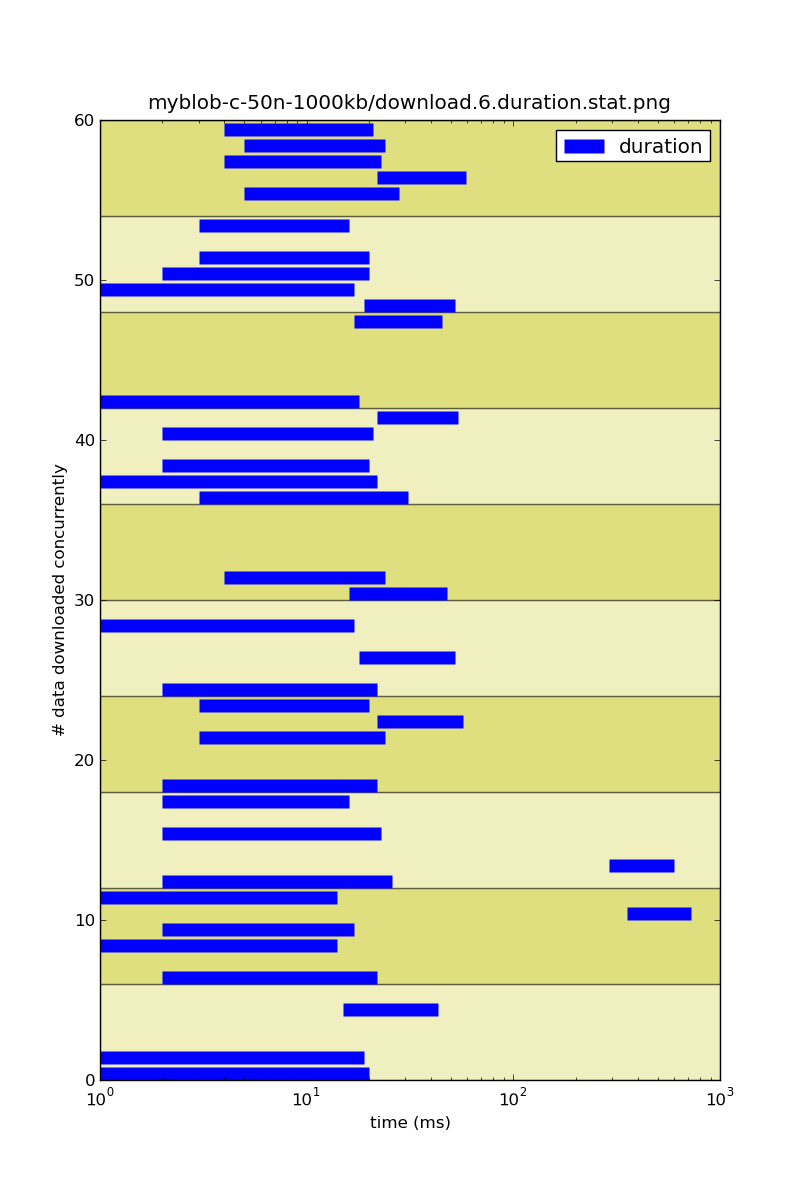 myblob-c-50n-1000kb/download.6.duration.stat.png
duration
60
50
40
30
20
10
0
# data downloaded concurrently
10^0 10^1 10^2 10^3
time (ms)